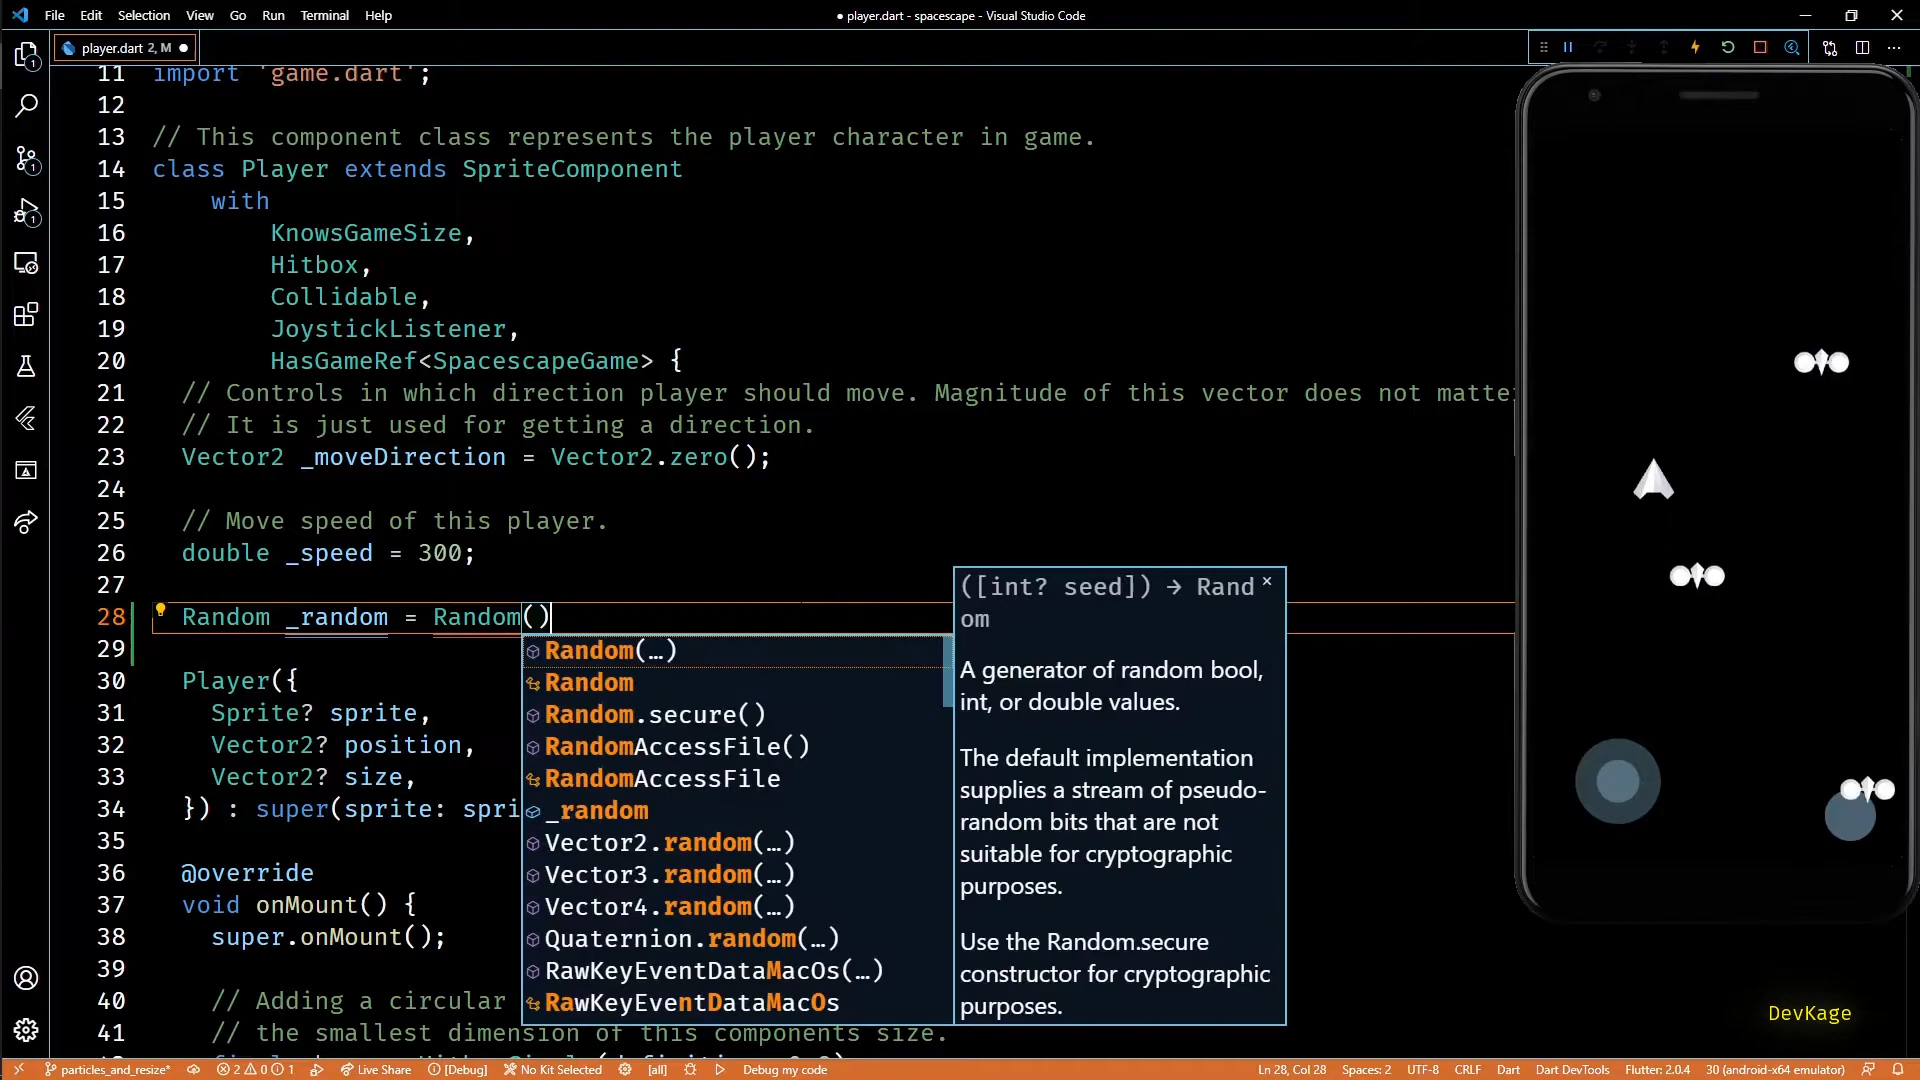 File Edit Selection View Go Run Terminal Help
● player.dart - spacescape - Visual Studio Code
player.dart 2, M ●
11 import 'game.dart';
12
13 // This component class represents the player character in game.
14 class Player extends SpriteComponent
15 with
16 KnowsGameSize,
17 Hitbox,
18 Collidable,
19 JoystickListener,
20 HasGameRef<SpacescapeGame> {
21 // Controls in which direction player should move. Magnitude of this vector does not matte
22 // It is just used for getting a direction.
23 Vector2 _moveDirection = Vector2.zero();
24
25 // Move speed of this player.
26 double _speed = 300;
27
28 Random _random = Random()
29
30 Player({
31 Sprite? sprite,
32 Vector2? position,
33 Vector2? size,
34 }) : super(sprite: spri
35
36 @override
37 void onMount() {
38 super.onMount();
39
40 // Adding a circular
41 // the smallest dimension of this components size.
Random(…)
Random
Random.secure()
RandomAccessFile()
RandomAccessFile
_random
Vector2.random(…)
Vector3.random(…)
Vector4.random(…)
Quaternion.random(…)
RawKeyEventDataMacOs(…)
RawKeyEventDataMacOs
([int? seed]) → Rand
om
A generator of random bool,
int, or double values.
The default implementation
supplies a stream of pseudo-
random bits that are not
suitable for cryptographic
purposes.
Use the Random.secure
constructor for cryptographic
purposes.
1
1
1
DevKage
particles_and_resize* 2 0 1 Live Share [Debug] No Kit Selected [all] Debug my code Ln 28, Col 28 Spaces: 2 UTF-8 CRLF Dart Dart DevTools Flutter: 2.0.4 30 (android-x64 emulator)